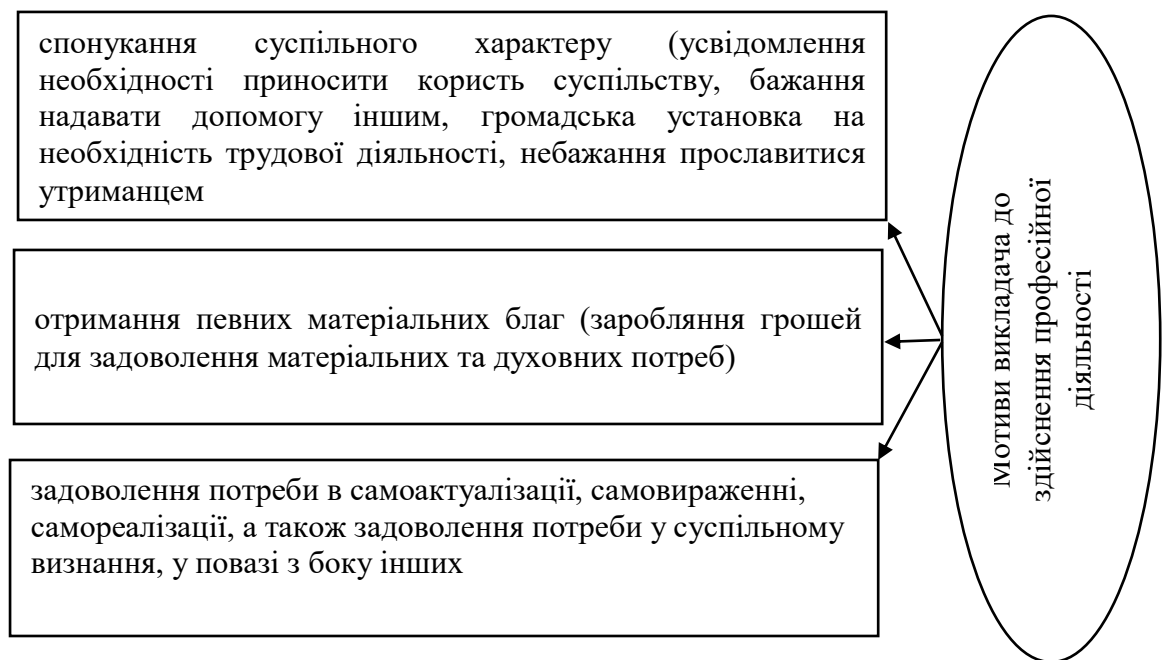 спонукання суспільного характеру (усвідомлення
необхідності приносити користь суспільству, бажання
надавати допомогу іншим, громадська установка на
необхідність трудової діяльності, небажання прославитися
утриманцем
отримання певних матеріальних благ (заробляння грошей
для задоволення матеріальних та духовних потреб)
задоволення потреби в самоактуалізації, самовираженні,
самореалізації, а також задоволення потреби у суспільному
визнання, у повазі з боку інших
Мотиви викладача до
здійснення професійної
діяльності